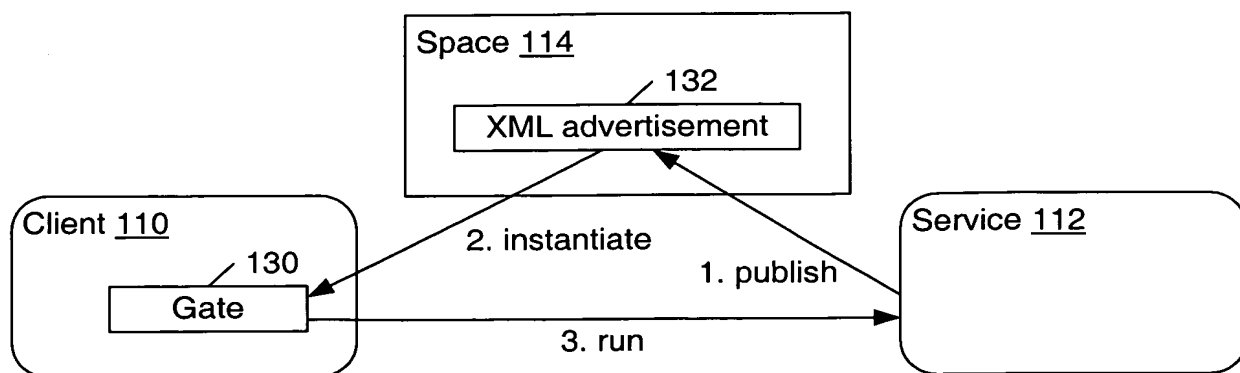 Space 114
132
XML advertisement
Client 110
2. instantiate
Service 112
130
1. publish
Gate
3. run